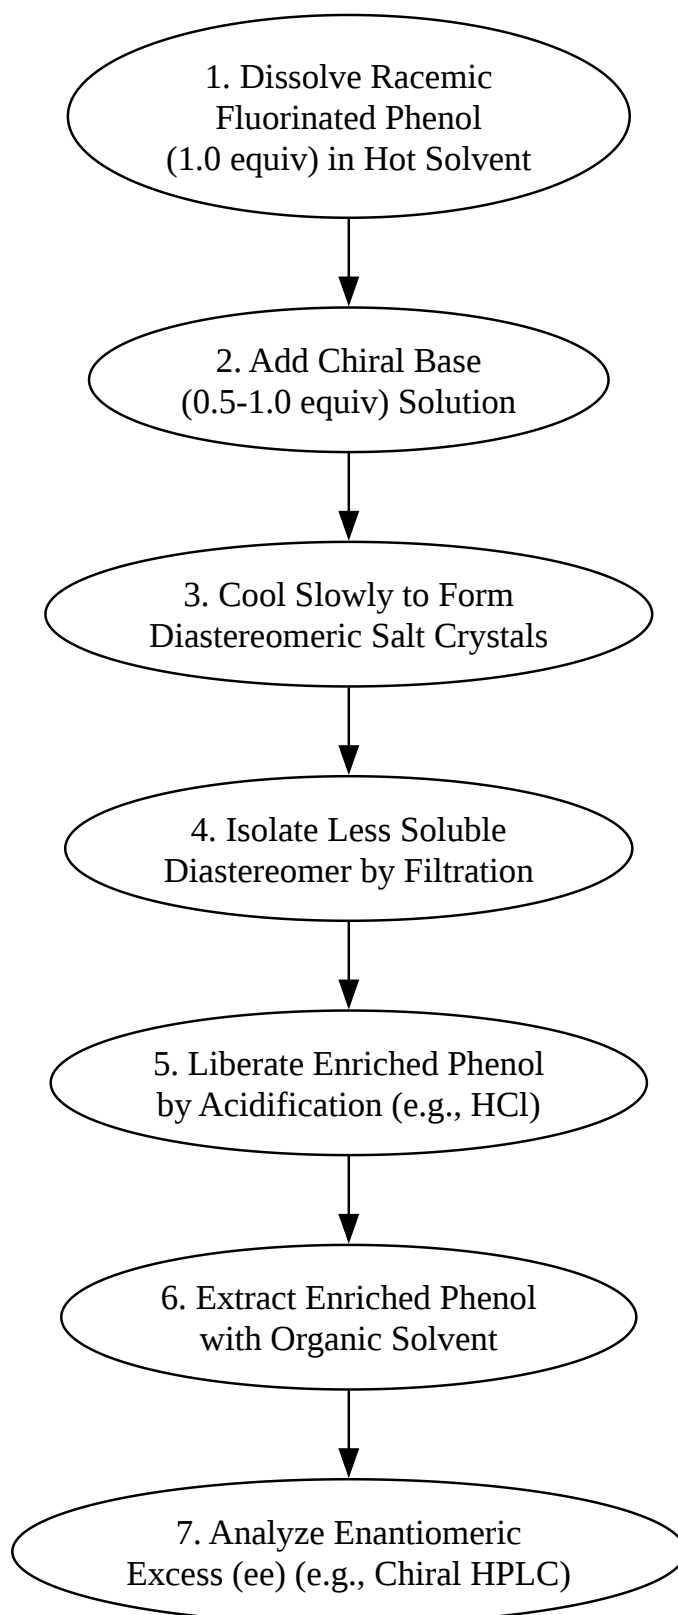 1. Dissolve Racemic
Fluorinated Phenol
(1.0 equiv) in Hot Solvent
2. Add Chiral Base
(0.5-1.0 equiv) Solution
3. Cool Slowly to Form
Diastereomeric Salt Crystals
4. Isolate Less Soluble
Diastereomer by Filtration
5. Liberate Enriched Phenol
by Acidification (e.g., HCl)
6. Extract Enriched Phenol
with Organic Solvent
7. Analyze Enantiomeric
Excess (ee) (e.g., Chiral HPLC)